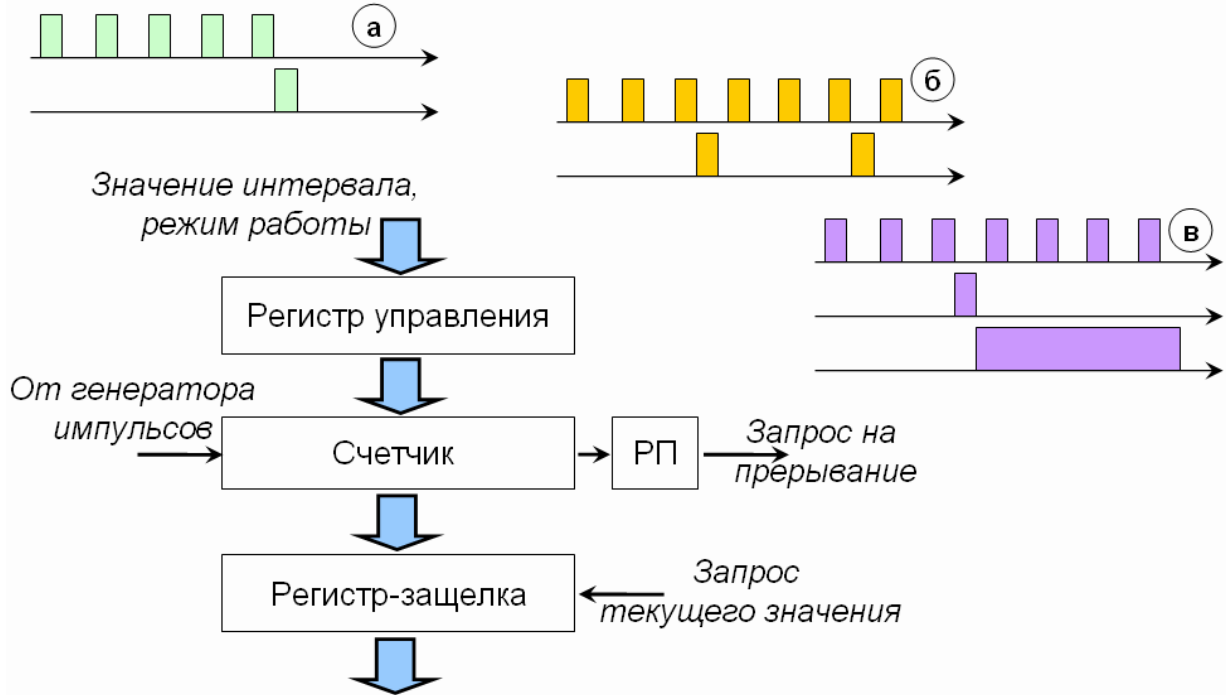 а
б
Значение интервала,
режим работы
в
Регистр управления
От генератора
импульсов
Счетчик
РП
Запрос на
прерывание
Регистр-защелка
Запрос
текущего значения